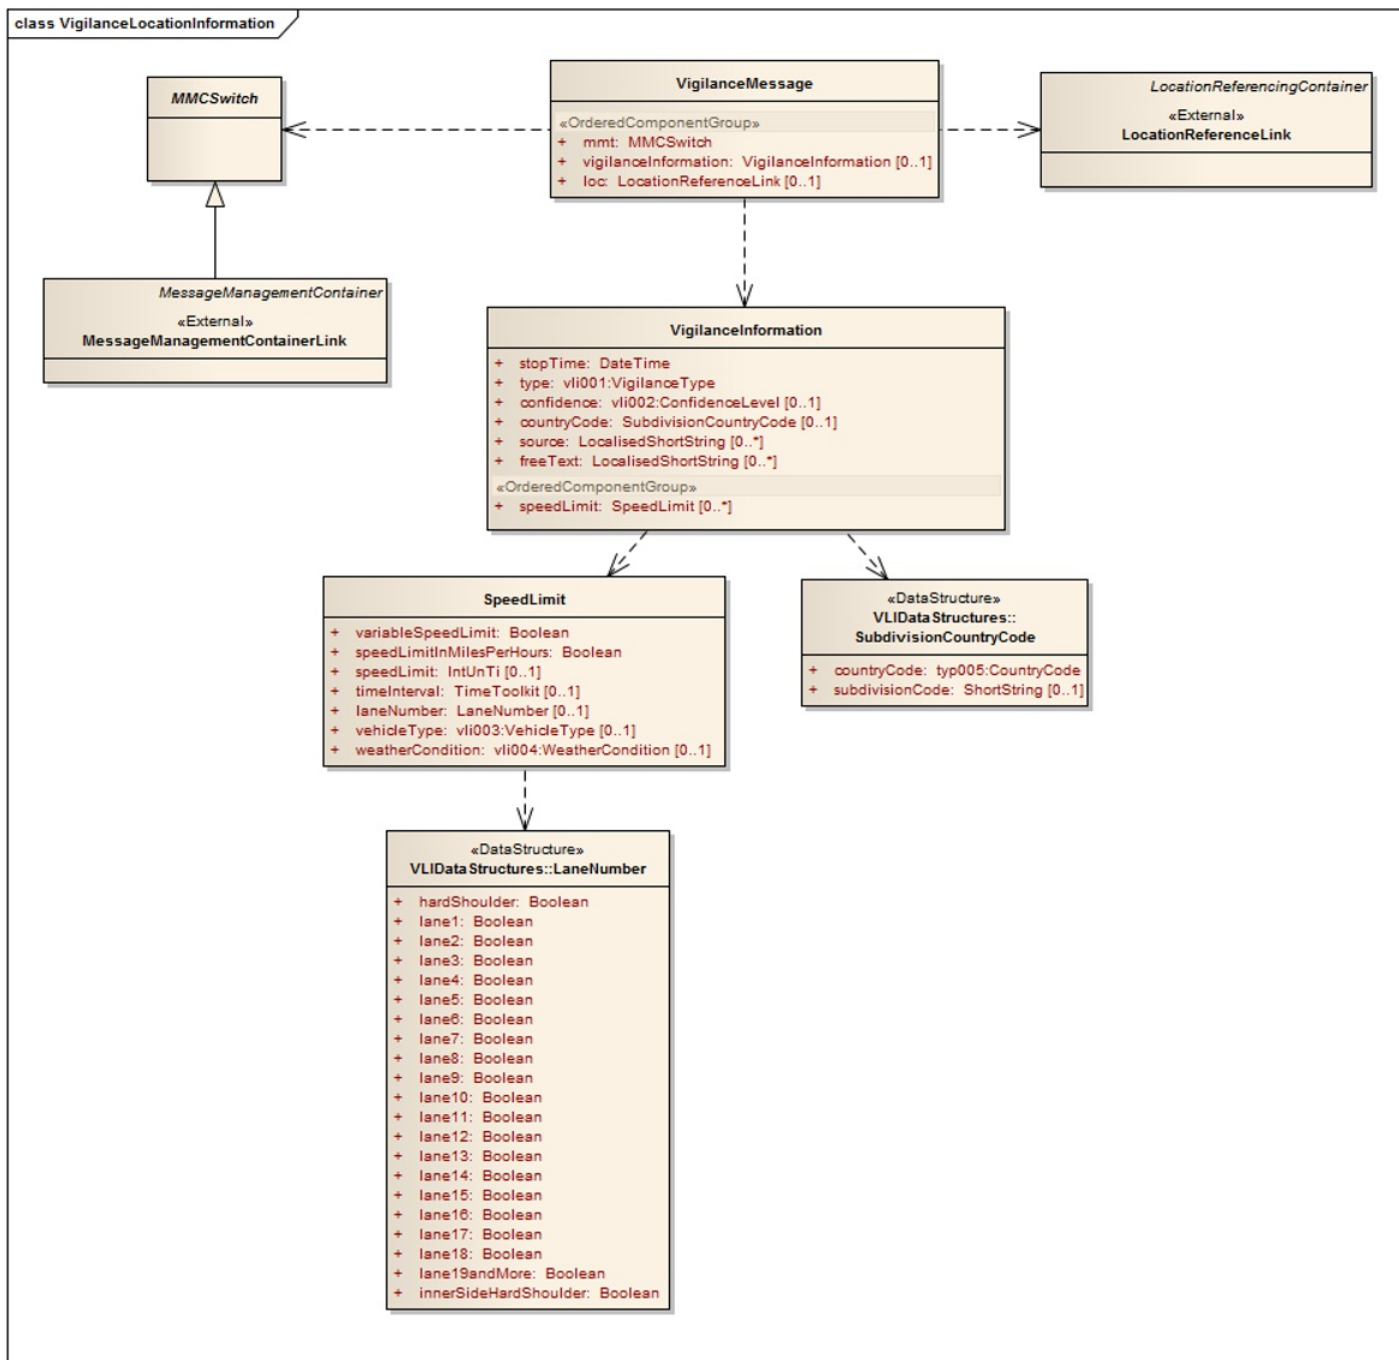 class VigilanceLocationInformation
MMCSwitch
VigilanceMessage
«OrderedComponentGroup»
+ mmt: MMCSwitch
+ vigilanceInformation: VigilanceInformation [0..1]
+ loc: LocationReferenceLink [0..1]
LocationReferencingContainer
«External»
LocationReferenceLink
MessageManagementContainer
«External»
MessageManagementContainerLink
VigilanceInformation
+ stopTime: DateTime
+ type: vli001:VigilanceType
+ confidence: vli002:ConfidenceLevel [0..1]
+ countryCode: SubdivisionCountryCode [0..1]
+ source: LocalisedShortString [0..*]
+ freeText: LocalisedShortString [0..*]
«OrderedComponentGroup»
+ speedLimit: SpeedLimit [0..*]
SpeedLimit
+ variableSpeedLimit: Boolean
+ speedLimitInMilesPerHours: Boolean
+ speedLimit: IntUnTi [0..1]
+ timeInterval: TimeToolkit [0..1]
+ laneNumber: LaneNumber [0..1]
+ vehicleType: vli003:VehicleType [0..1]
+ weatherCondition: vli004:WeatherCondition [0..1]
«DataStructure»
VLIDataStructures::
SubdivisionCountryCode
+ countryCode: typ005:CountryCode
+ subdivisionCode: ShortString [0..1]
«DataStructure»
VLIDataStructures::LaneNumber
+ hardShoulder: Boolean
+ lane1: Boolean
+ lane2: Boolean
+ lane3: Boolean
+ lane4: Boolean
+ lane5: Boolean
+ lane6: Boolean
+ lane7: Boolean
+ lane8: Boolean
+ lane9: Boolean
+ lane10: Boolean
+ lane11: Boolean
+ lane12: Boolean
+ lane13: Boolean
+ lane14: Boolean
+ lane15: Boolean
+ lane16: Boolean
+ lane17: Boolean
+ lane18: Boolean
+ lane19andMore: Boolean
+ innerSideHardShoulder: Boolean